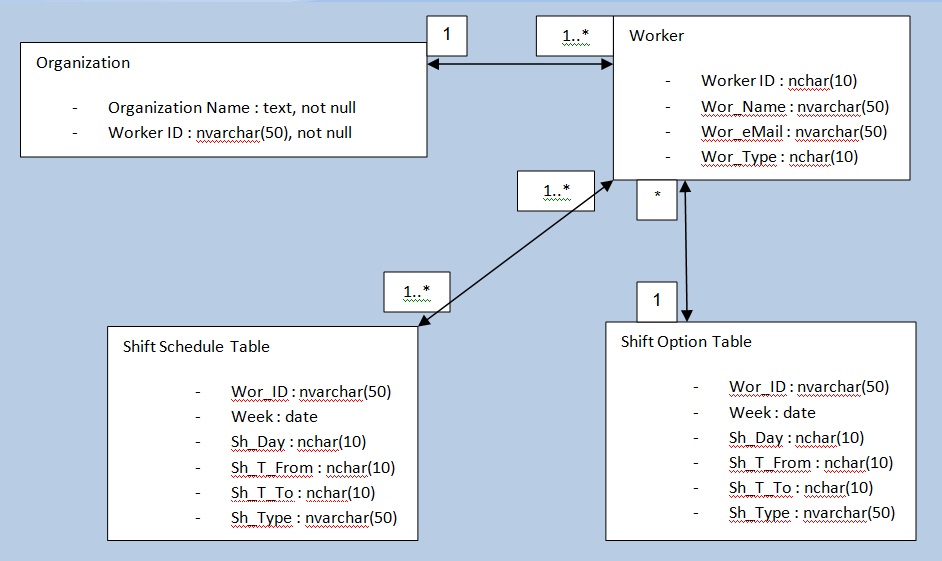 Organization
- Organization Name : text, not null
- Worker ID : nvarchar(50), not null
1
1..*
Worker
- Worker ID : nchar(10)
- Wor_Name : nvarchar(50)
- Wor_eMail : nvarchar(50)
- Wor_Type : nchar(10)
1..*
*
1..*
1
Shift Schedule Table
- Wor_ID : nvarchar(50)
- Week : date
- Sh_Day : nchar(10)
- Sh_T_From : nchar(10)
- Sh_T_To : nchar(10)
- Sh_Type : nvarchar(50)
Shift Option Table
- Wor_ID : nvarchar(50)
- Week : date
- Sh_Day : nchar(10)
- Sh_T_From : nchar(10)
- Sh_T_To : nchar(10)
- Sh_Type : nvarchar(50)